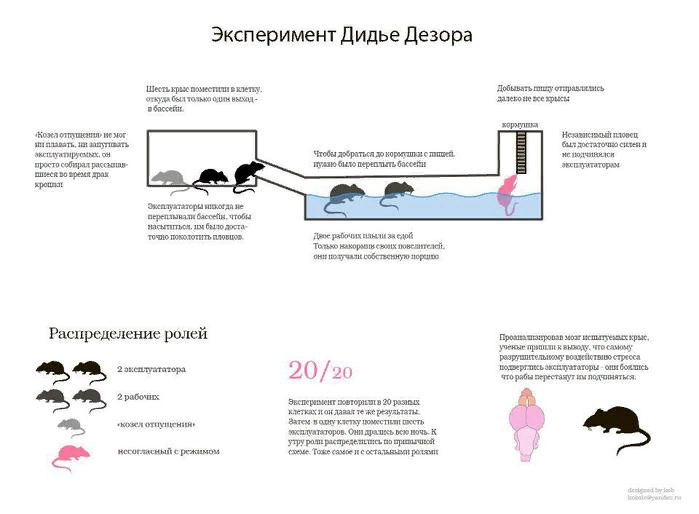 Эксперимент Дидье Дезора
Шесть крыс поместили в клетку,
откуда был только один выход -
в бассейн.
Добывать пищу отправлялись
далеко не все крысы
«Козел отпущения» не мог
ни плавать, ни запугивать
эксплуатируемых, он
просто собирал рассыпав-
шиеся во время драк
крошки
Чтобы добраться до кормушки с пищей,
нужно было переплыть бассейн
кормушка
Независимый пловец
был достаточно силен и
не подчинялся
эксплуататорам
Эксплуататоры никогда не
переплывали бассейн, чтобы
насытиться, им было доста-
точно поколотить пловцов.
Двое рабочих плыли за едой
Только накормив своих повелителей,
они получали собственную порцию
Распределение ролей
2 эксплуататора
2 рабочих
«козел отпущения»
несогласный с режимом
20/20
Эксперимент повторили в 20 разных
клетках и он давал те же результаты.
Затем в одну клетку поместили шесть
эксплуататоров. Они дрались всю ночь. К
утру роли распределились по привычной
схеме. Тоже самое и с остальными ролями
Проанализировав мозг испытуемых крыс,
ученые пришли к выводу, что самому
разрушительному воздействию стресса
подверглись эксплуататоры - они боялись
что рабы перестанут им подчиняться.
designed by kob